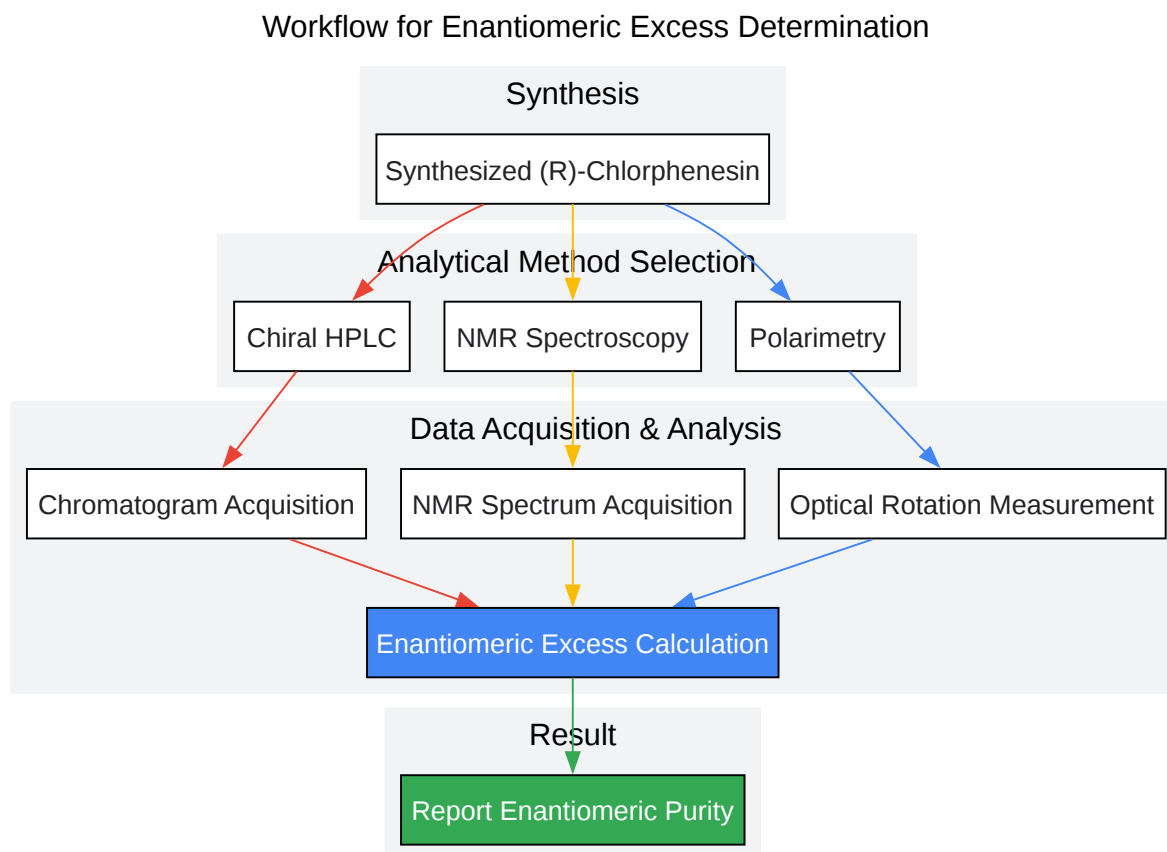 Workflow for Enantiomeric Excess Determination
Synthesis
Synthesized (R)-Chlorphenesin
Analytical Method Selection
Chiral HPLC
NMR Spectroscopy
Polarimetry
Data Acquisition & Analysis
Chromatogram Acquisition
NMR Spectrum Acquisition
Optical Rotation Measurement
Enantiomeric Excess Calculation
Result
Report Enantiomeric Purity